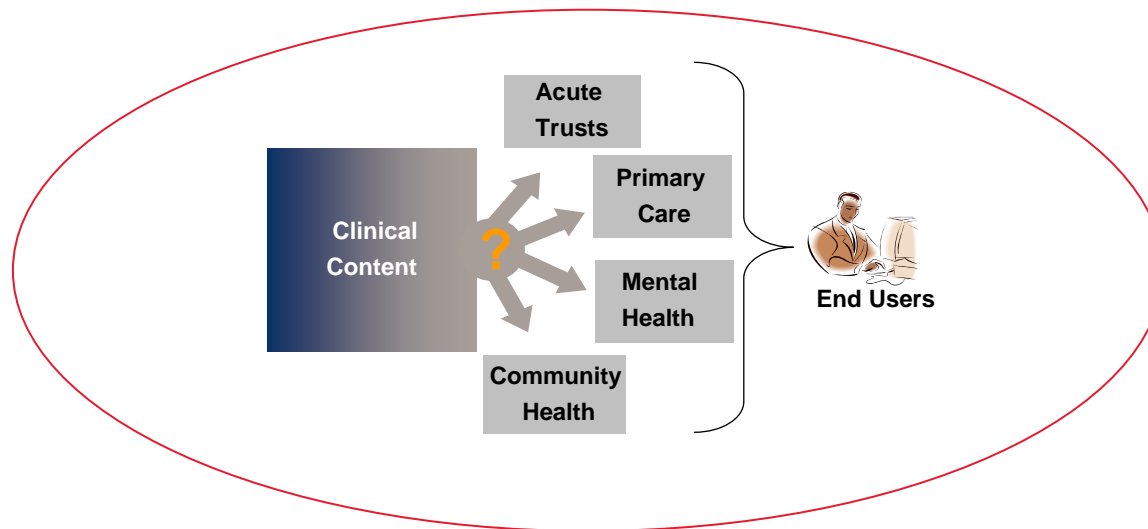 Acute
Trusts
Primary
Care
Clinical
Content
?
Mental
Health
End Users
Community
Health